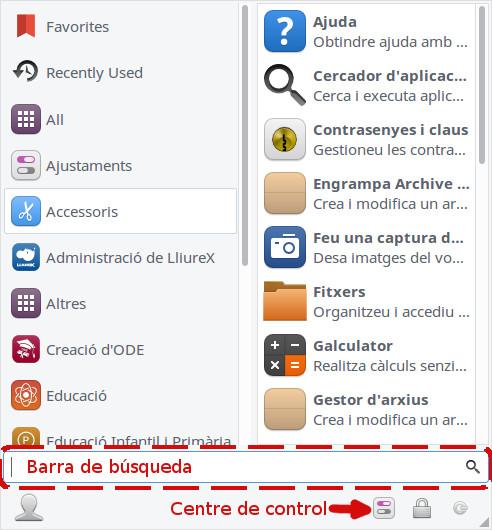 Favorites
Recently Used
All
Ajustaments
Accessoris
Administració de LliureX
Altres
Creació d'ODE
Educació
Educació Infantil i Primària
Ajuda
Obtindre ajuda amb ...
Cercador d'aplicac...
Cerca i executa aplic...
Contrasenyes i claus
Gestioneu les contra...
Engrampa Archive ...
Crea i modifica un ar...
Feu una captura d...
Desa imatges del vo...
Fitxers
Organitzeu i accediu ...
Galculator
Realitza càlculs senzi...
Gestor d'arxius
Crea i modifica un ar...
Barra de búsqueda
Centre de control